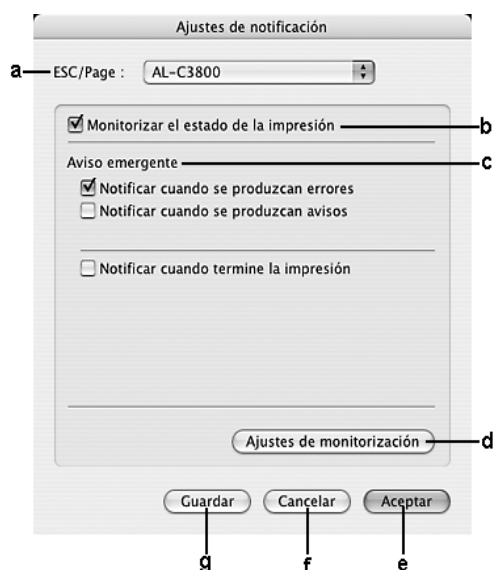 Ajustes de notificación
a ESC/Page : AL-C3800
Monitorizar el estado de la impresión b
Aviso emergente c
Notificar cuando se produzcan errores
Notificar cuando se produzcan avisos
Notificar cuando termine la impresión
Ajustes de monitorización d
Guardar Cancelar Aceptar
g f e